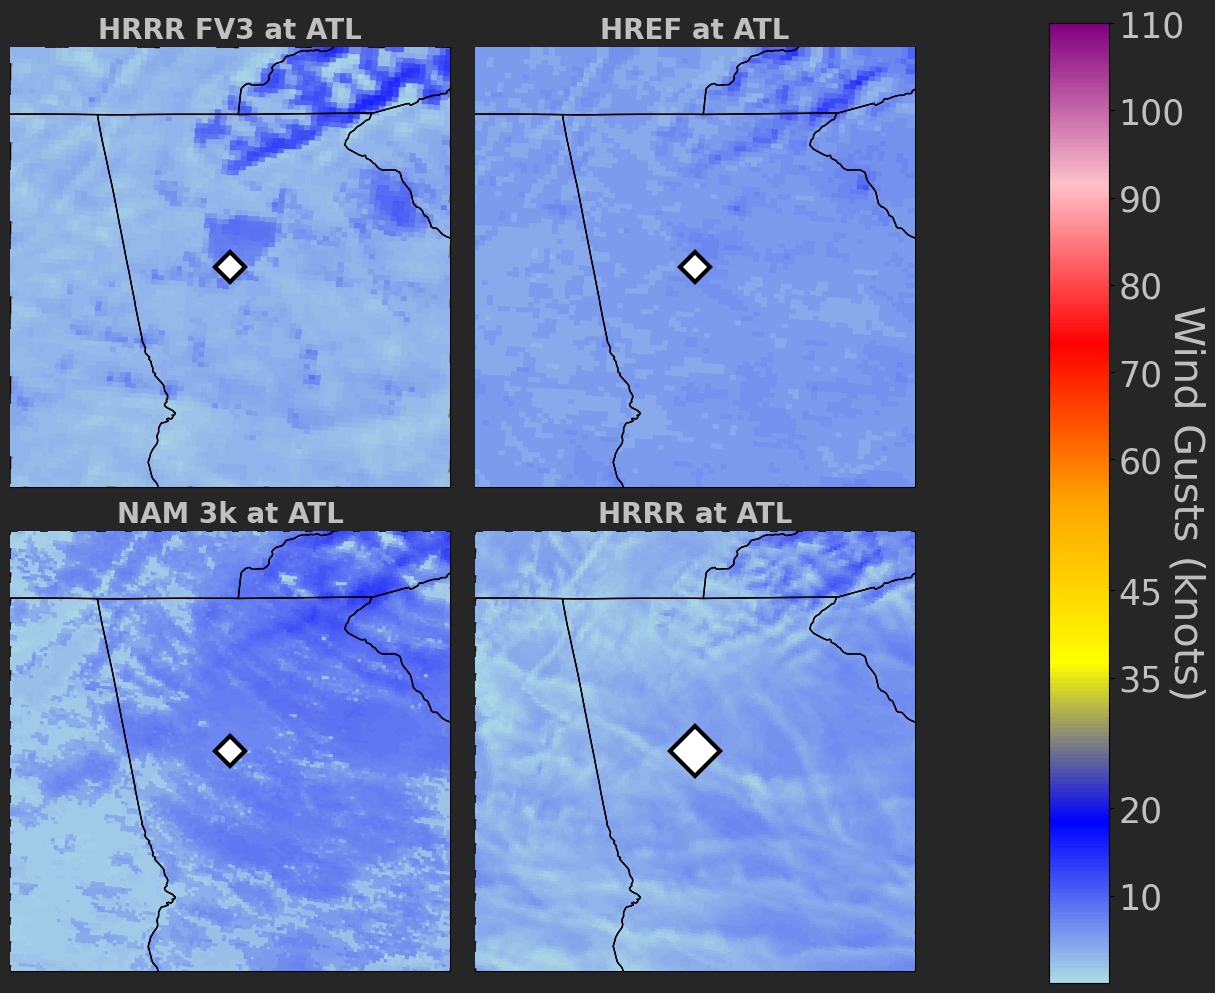 HRRR FV3 at ATL
HREF at ATL
NAM 3k at ATL
HRRR at ATL
110
100
90
80
70
60
45
35
20
10
Wind Gusts (knots)